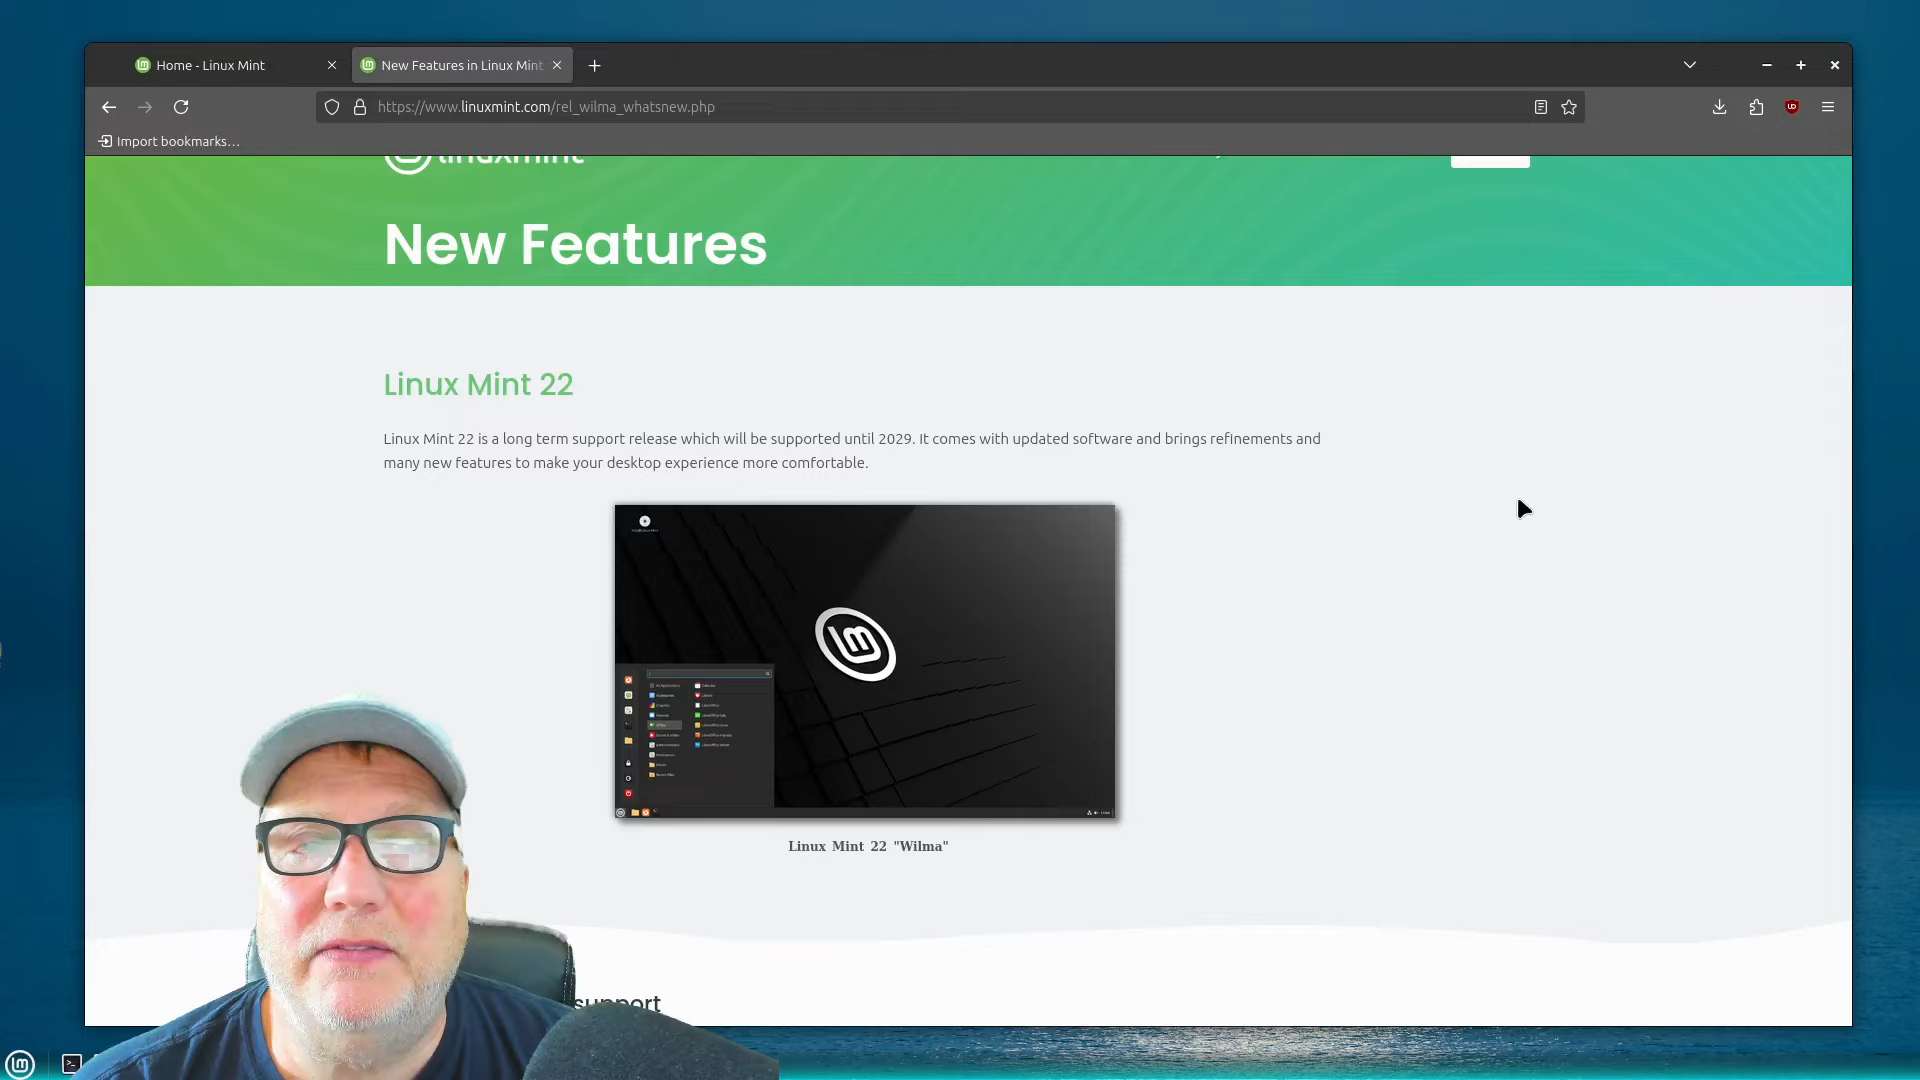 Home - Linux Mint
New Features in Linux Mint
https://www.linuxmint.com/rel_wilma_whatsnew.php
Import bookmarks…
linuxmint
New Features
Linux Mint 22
Linux Mint 22 is a long term support release which will be supported until 2029. It comes with updated software and brings refinements and
many new features to make your desktop experience more comfortable.
Linux Mint 22 "Wilma"
support